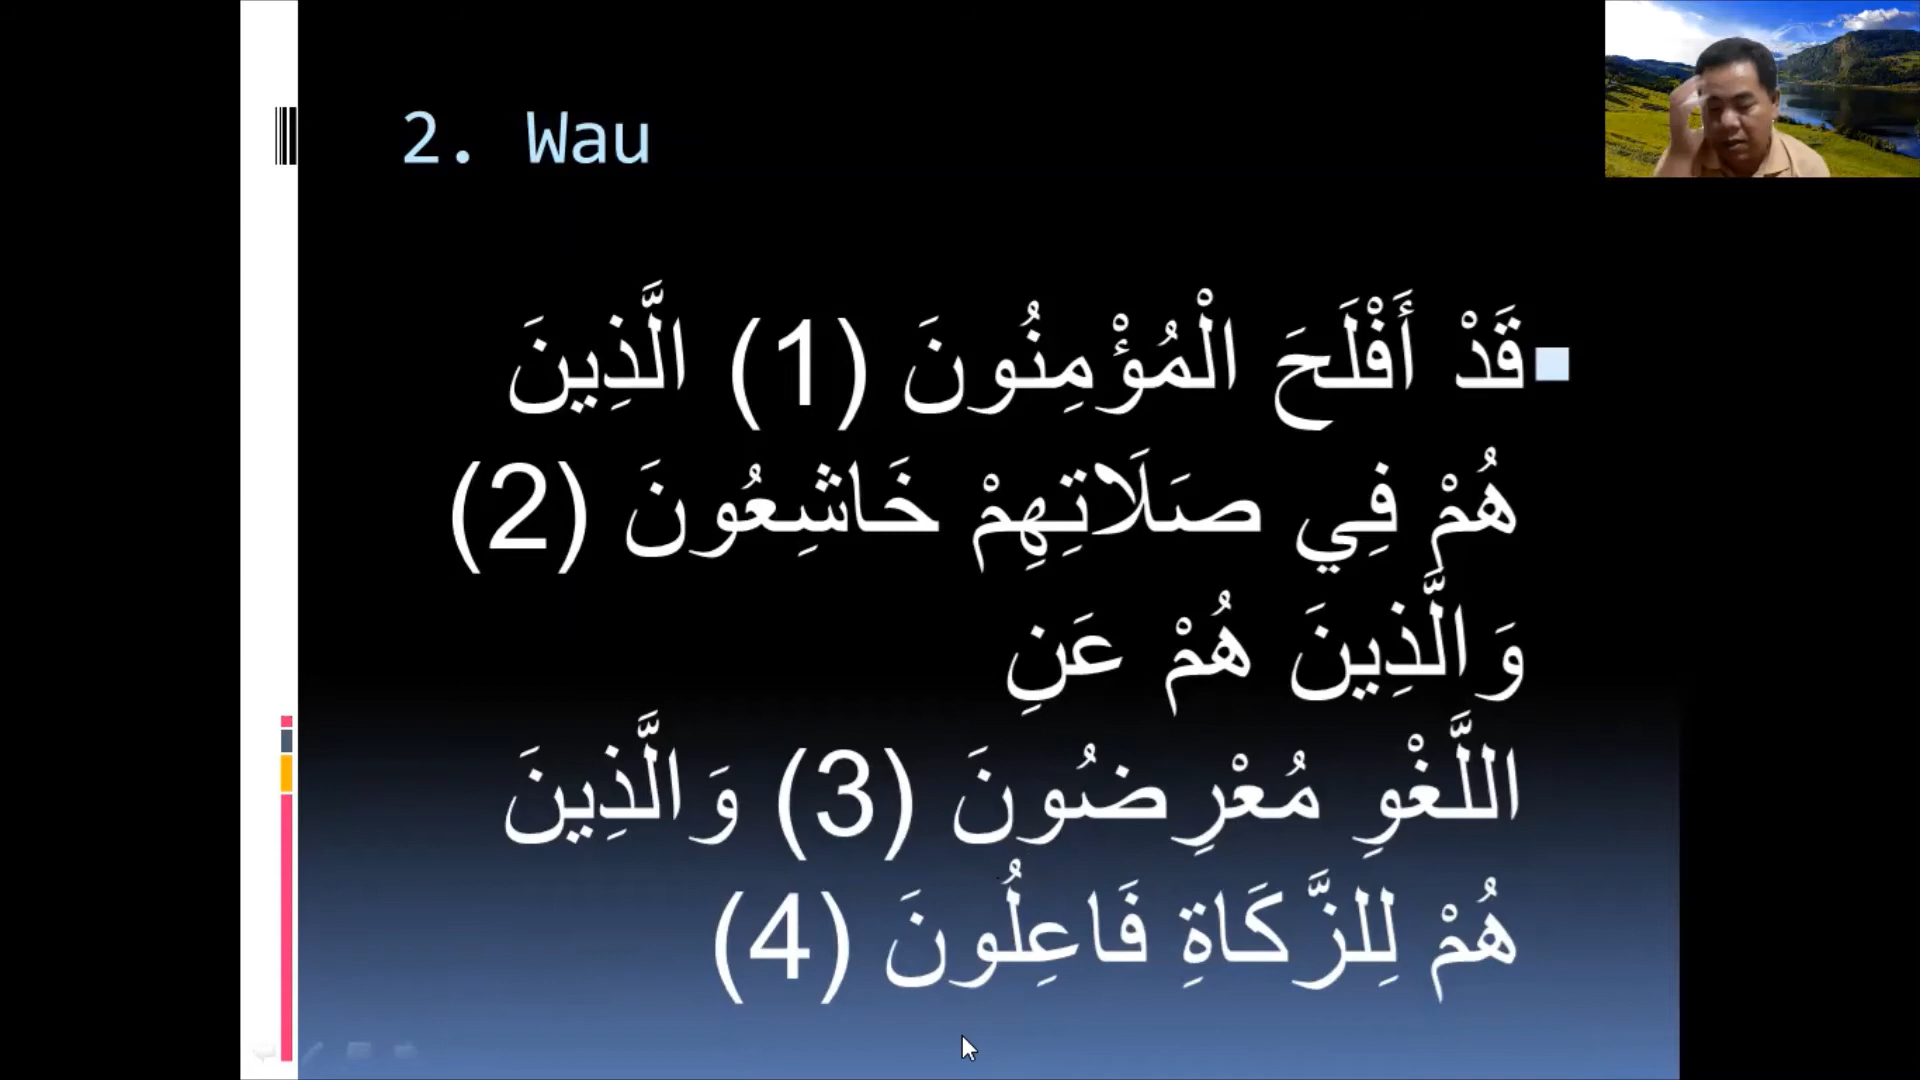 2. Wau
قَدْ أَفْلَحَ الْمُؤْمِنُونَ (1) الَّذِينَ
هُمْ فِي صَلَاتِهِمْ خَاشِعُونَ (2)
وَالَّذِينَ هُمْ عَنِ
اللَّغْوِ مُعْرِضُونَ (3) وَالَّذِينَ
هُمْ لِلزَّكَاةِ فَاعِلُونَ (4)